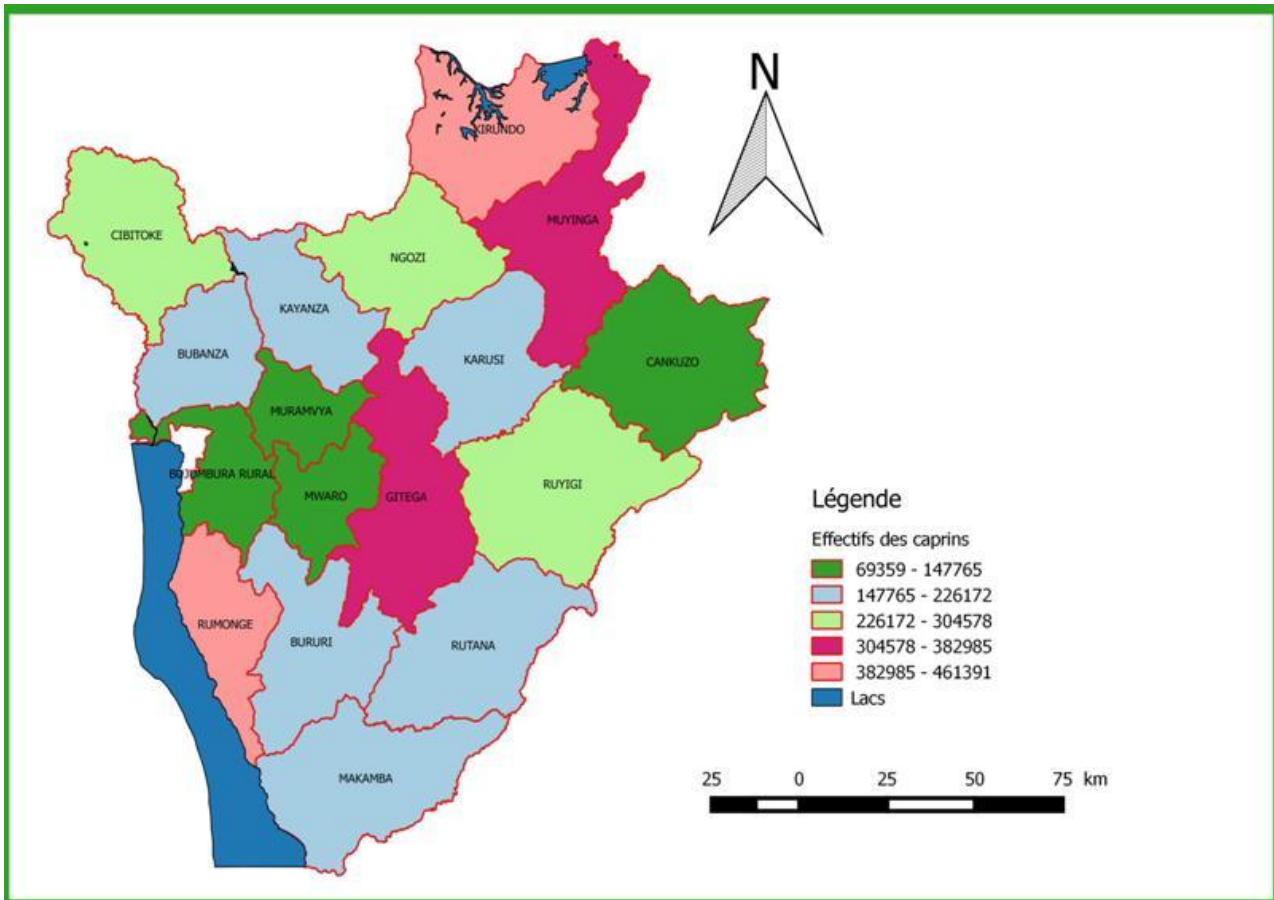 N
KIRUNDO
MUYINGA
CIBITOKE
NGOZI
KAYANZA
BUBANZA
KARUSI
CANKUZO
MURAMVYA
BUJUMBURA RURAL
MWARO
GITEGA
RUYIGI
RUMONGE
BURURI
RUTANA
MAKAMBA
Légende
Effectifs des caprins
69359 - 147765
147765 - 226172
226172 - 304578
304578 - 382985
382985 - 461391
Lacs
25 0 25 50 75 km